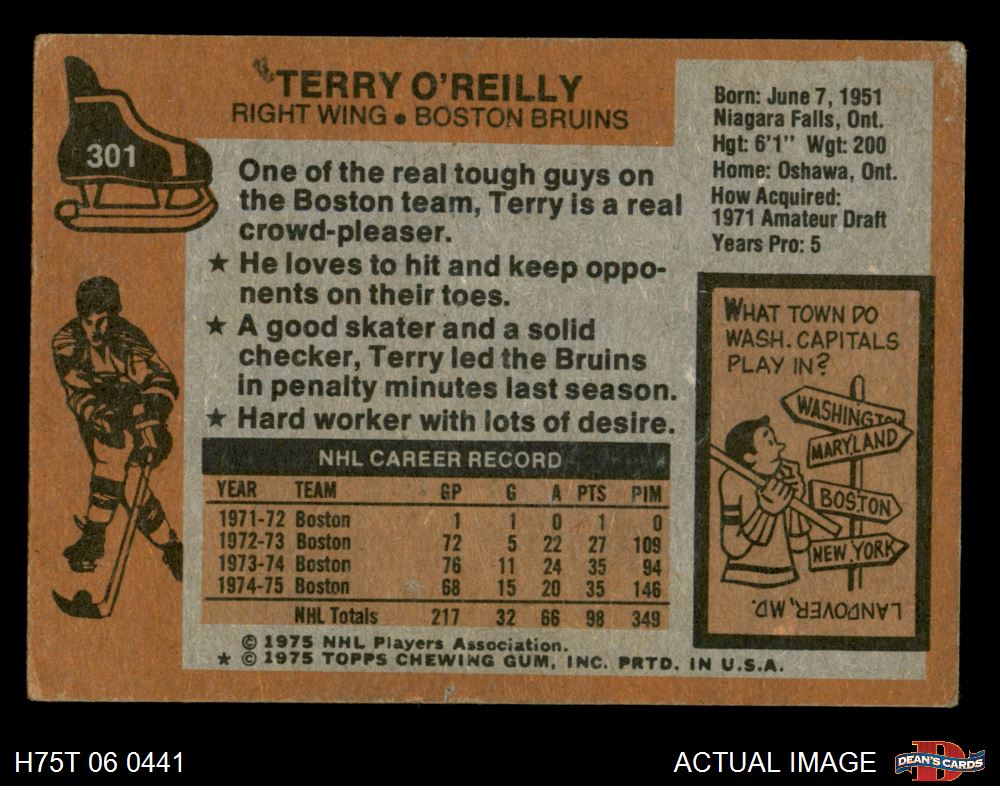 301
TERRY O'REILLY
RIGHT WING • BOSTON BRUINS
One of the real tough guys on
the Boston team, Terry is a real
crowd-pleaser.
★ He loves to hit and keep oppo-
nents on their toes.
★ A good skater and a solid
checker, Terry led the Bruins
in penalty minutes last season.
★ Hard worker with lots of desire.
Born: June 7, 1951
Niagara Falls, Ont.
Hgt: 6'1" Wgt: 200
Home: Oshawa, Ont.
How Acquired:
1971 Amateur Draft
Years Pro: 5
WHAT TOWN DO
WASH. CAPITALS
PLAY IN?
WASHINGTON
MARYLAND
BOSTON
NEW YORK
LANDOVER, MD.
NHL CAREER RECORD
YEAR TEAM GP G A PTS PIM
1971-72 Boston 1 1 0 1 0
1972-73 Boston 72 5 22 27 109
1973-74 Boston 76 11 24 35 94
1974-75 Boston 68 15 20 35 146
NHL Totals 217 32 66 98 349
© 1975 NHL Players Association.
★ © 1975 TOPPS CHEWING GUM, INC. PRTD. IN U.S.A.
H75T 06 0441
ACTUAL IMAGE
D
DEAN'S CARDS